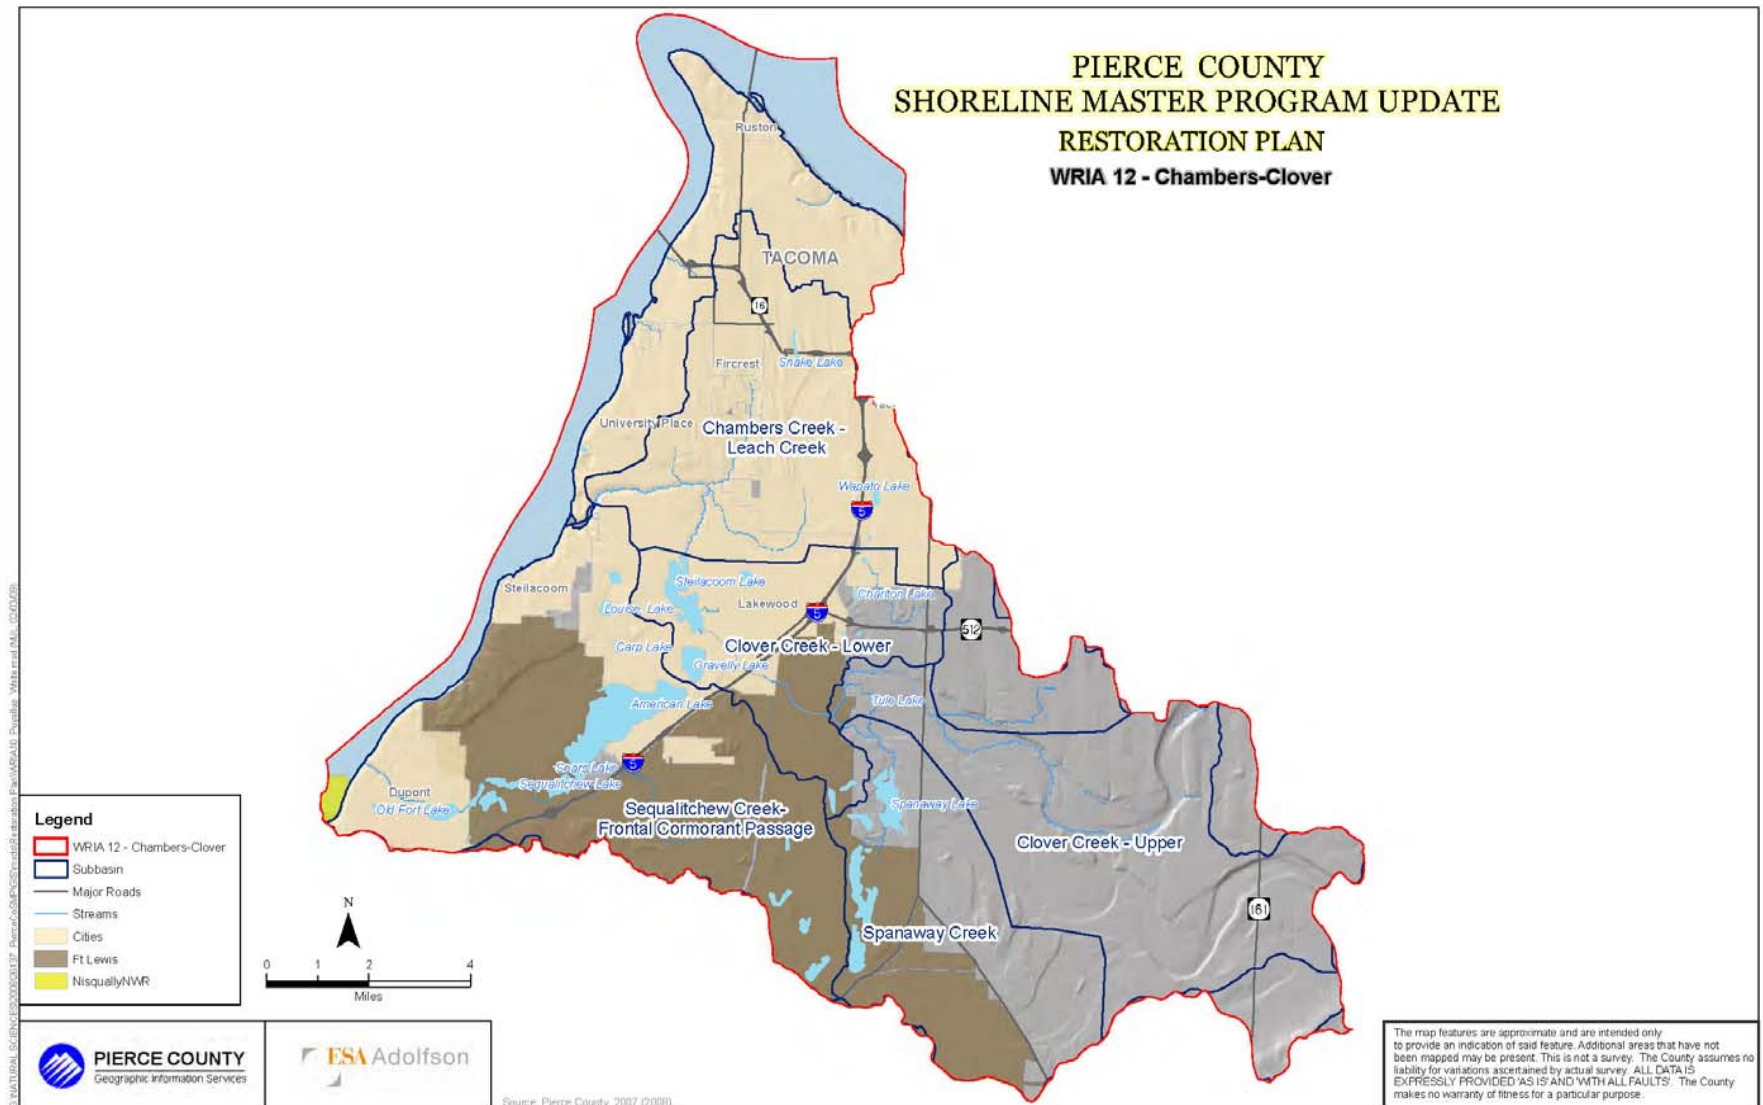 PIERCE COUNTY
SHORELINE MASTER PROGRAM UPDATE
RESTORATION PLAN
WRIA 12 - Chambers-Clover
Ruston
TACOMA
16
Fircrest
Snake Lake
University Place
Chambers Creek -
Leach Creek
Wapato Lake
5
Steilacoom
Steilacoom Lake
Charlton Lake
Louise Lake
Lakewood
5
512
Carp Lake
Clover Creek - Lower
Gravelly Lake
American Lake
Tule Lake
5
Sears Lake
Sequalitchew Lake
Dupont
Old Fort Lake
Sequalitchew Creek-
Frontal Cormorant Passage
Spanaway Lake
Clover Creek - Upper
161
Spanaway Creek
Legend
WRIA 12 - Chambers-Clover
Subbasin
Major Roads
Streams
Cities
Ft Lewis
NisquallyNWR
N
0 1 2 4
Miles
PIERCE COUNTY
Geographic Information Services
ESA Adolfson
Source: Pierce County, 2007 (2008)
The map features are approximate and are intended only
to provide an indication of said feature. Additional areas that have not
been mapped may be present. This is not a survey. The County assumes no
liability for variations ascertained by actual survey. ALL DATA IS
EXPRESSLY PROVIDED 'AS IS' AND 'WITH ALL FAULTS'. The County
makes no warranty of fitness for a particular purpose.